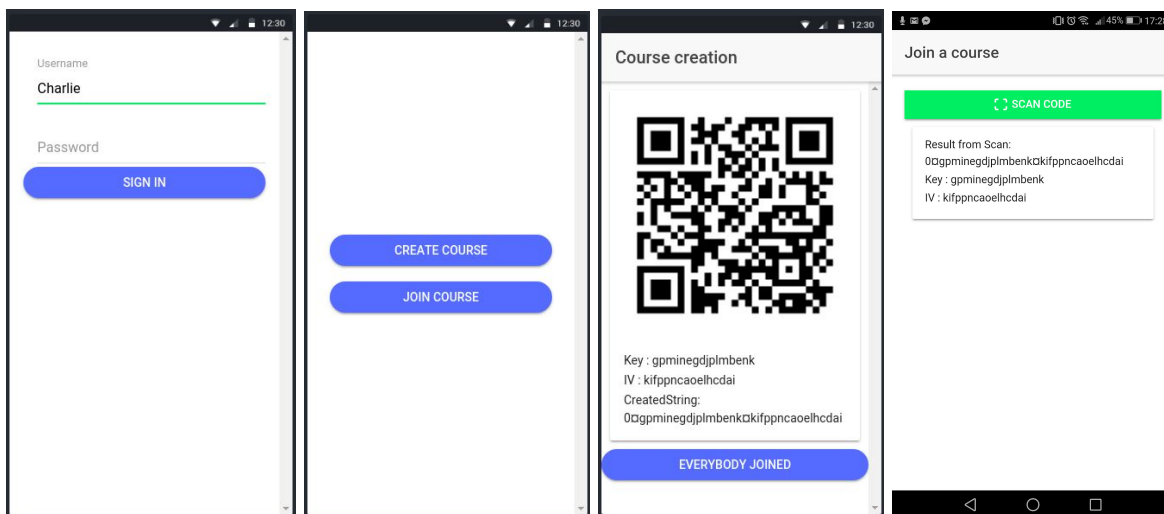 12:30
Username
Charlie
Password
SIGN IN
12:30
CREATE COURSE
JOIN COURSE
12:30
Course creation
Key : gpminegdjplmbenk
IV : kifppncaoelhcdai
CreatedString:
0¤gpminegdjplmbenk¤kifppncaoelhcdai
EVERYBODY JOINED
45% 17:28
Join a course
SCAN CODE
Result from Scan:
0¤gpminegdjplmbenk¤kifppncaoelhcdai
Key : gpminegdjplmbenk
IV : kifppncaoelhcdai